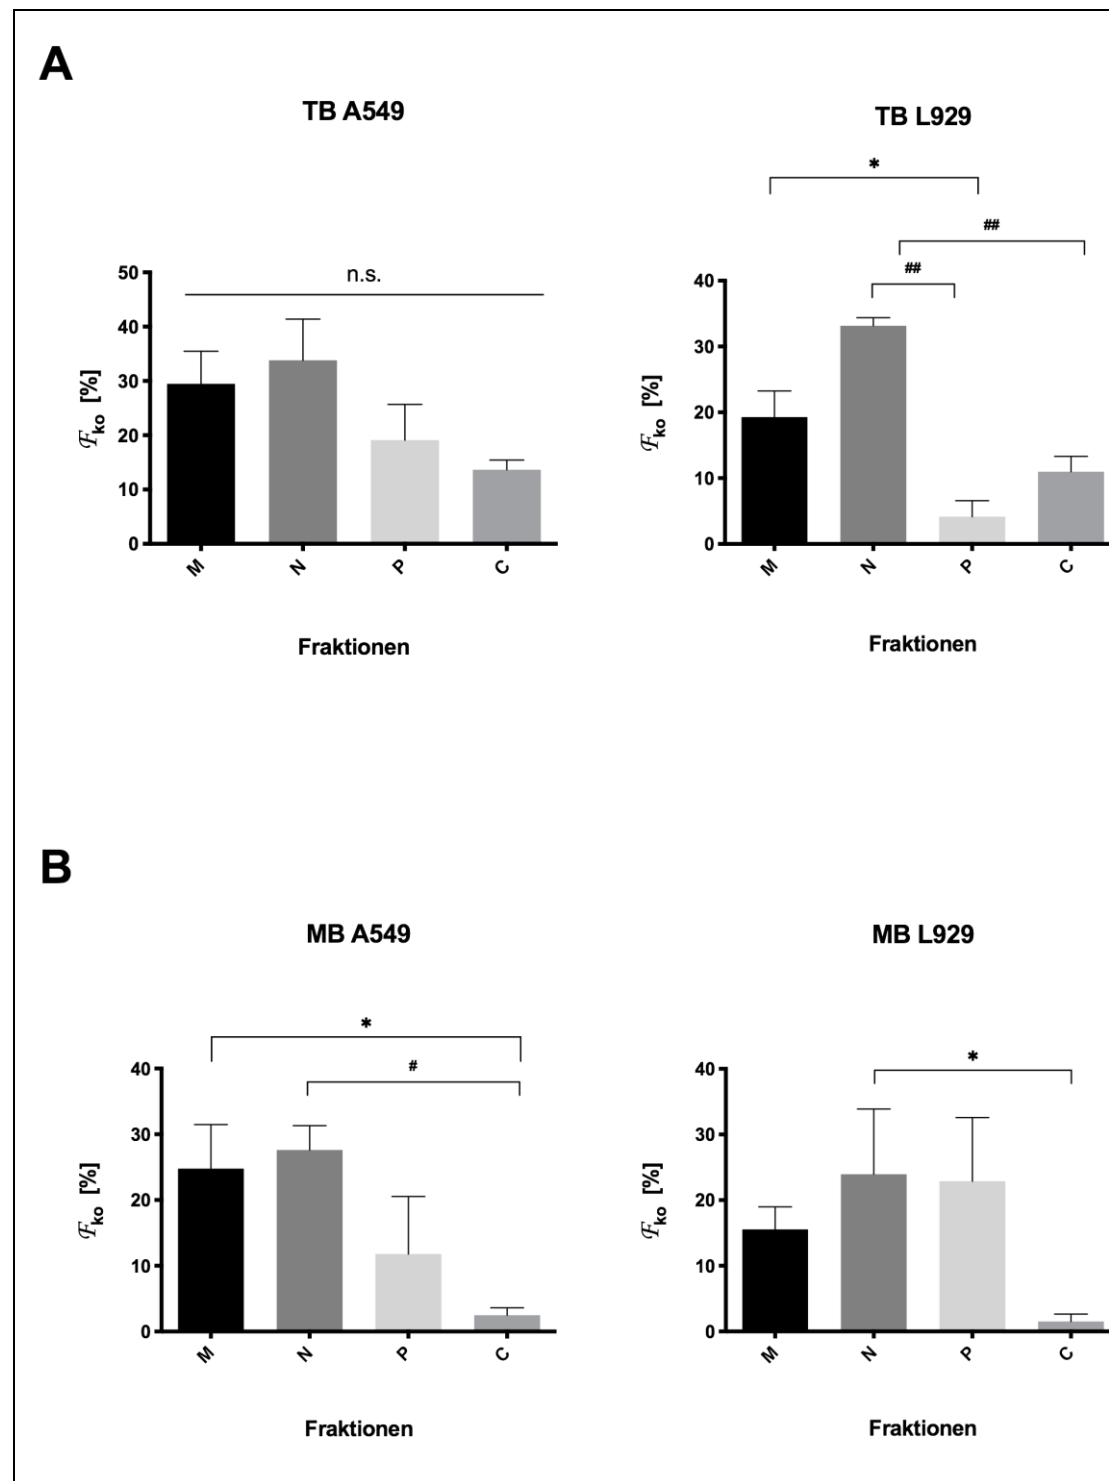 A
TB A549
n.s.
50
40
30
20
10
0
ℱko [%]
M N P C
Fraktionen
TB L929
*
##
##
40
30
20
10
0
ℱko [%]
M N P C
Fraktionen
B
MB A549
*
#
40
30
20
10
0
ℱko [%]
M N P C
Fraktionen
MB L929
*
40
30
20
10
0
ℱko [%]
M N P C
Fraktionen